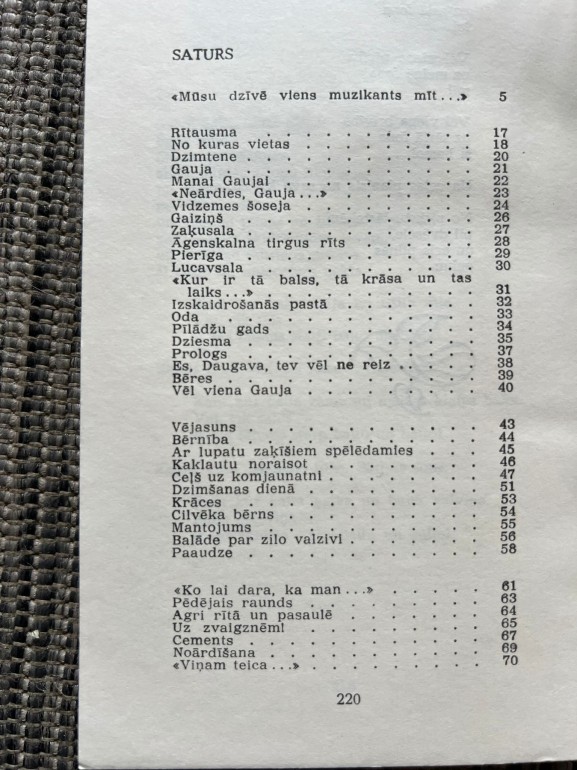 SATURS
«Mūsu dzīvē viens muzikants mīt...» 5
Rītausma . . . . . . . . . . . 17
No kuras vietas . . . . . . . . . 18
Dzimtene . . . . . . . . . . . 20
Gauja . . . . . . . . . . . . 21
Manai Gaujai . . . . . . . . . . 22
«Neārdies, Gauja...» . . . . . . . 23
Vidzemes šoseja . . . . . . . . . 24
Gaiziņš . . . . . . . . . . . . 26
Zaķusala . . . . . . . . . . . 27
Āgenskalna tirgus rīts . . . . . . . 28
Pierīga . . . . . . . . . . . . 29
Lucavsala . . . . . . . . . . . 30
«Kur ir tā balss, tā krāsa un tas
laiks...» . . . . . . . . . . . 31
Izskaidrošanās pastā . . . . . . . 32
Oda . . . . . . . . . . . . . 33
Pīlādžu gads . . . . . . . . . . 34
Dziesma . . . . . . . . . . . 35
Prologs . . . . . . . . . . . . 37
Es, Daugava, tev vēl ne reiz . . . . . 38
Bēres . . . . . . . . . . . . 39
Vēl viena Gauja . . . . . . . . . 40
Vējasuns . . . . . . . . . . . 43
Bērnība . . . . . . . . . . . 44
Ar lupatu zaķīšiem spēlēdamies . . . . 45
Kaklautu noraisot . . . . . . . . 46
Ceļš uz komjaunatni . . . . . . . . 47
Dzimšanas dienā . . . . . . . . . 51
Krāces . . . . . . . . . . . . 53
Cilvēka bērns . . . . . . . . . . 54
Mantojums . . . . . . . . . . . 55
Balāde par zilo valzivi . . . . . . . 56
Paaudze . . . . . . . . . . . 58
«Ko lai dara, ka man...» . . . . . . 61
Pēdējais raunds . . . . . . . . . 63
Agri rītā un pasaulē . . . . . . . 64
Uz zvaigznēm! . . . . . . . . . . 65
Cements . . . . . . . . . . . 67
Noārdīšana . . . . . . . . . . 69
«Viņam teica...» . . . . . . . . . 70
220